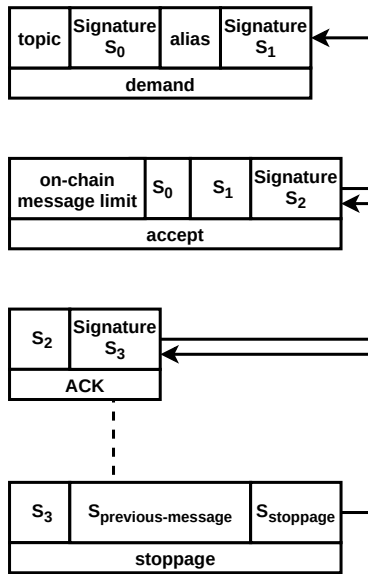 topic
Signature
S0
alias
Signature
S1
demand
on-chain
message limit
S0
S1
Signature
S2
accept
S2
Signature
S3
ACK
S3
Sprevious-message
Sstoppage
stoppage